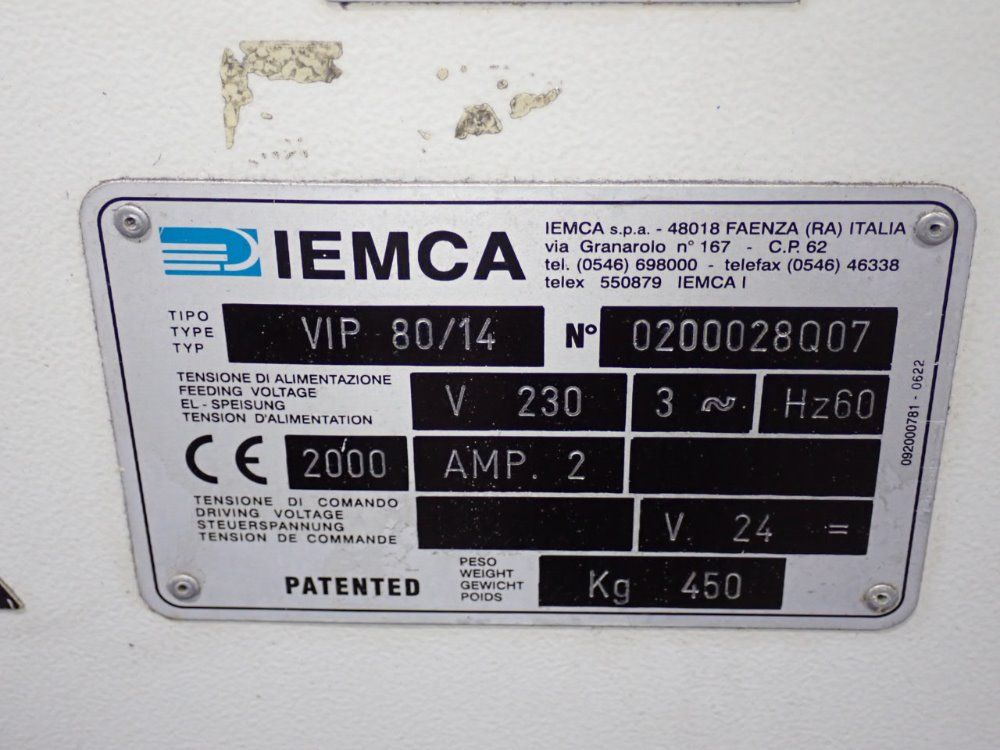 IEMCA
IEMCA s.p.a. - 48018 FAENZA (RA) ITALIA
via Granarolo n° 167 - C.P. 62
tel. (0546) 698000 - telefax (0546) 46338
telex 550879 IEMCA I
TIPO
TYPE
TYP
VIP 80/14
N° 0200028Q07
TENSIONE DI ALIMENTAZIONE
FEEDING VOLTAGE
EL - SPEISUNG
TENSION D'ALIMENTATION
V 230
3 ~
Hz60
CE
2000
AMP. 2
TENSIONE DI COMANDO
DRIVING VOLTAGE
STEUERSPANNUNG
TENSION DE COMMANDE
V 24 =
PATENTED
PESO
WEIGHT
GEWICHT
POIDS
Kg 450
092000781 - 0622